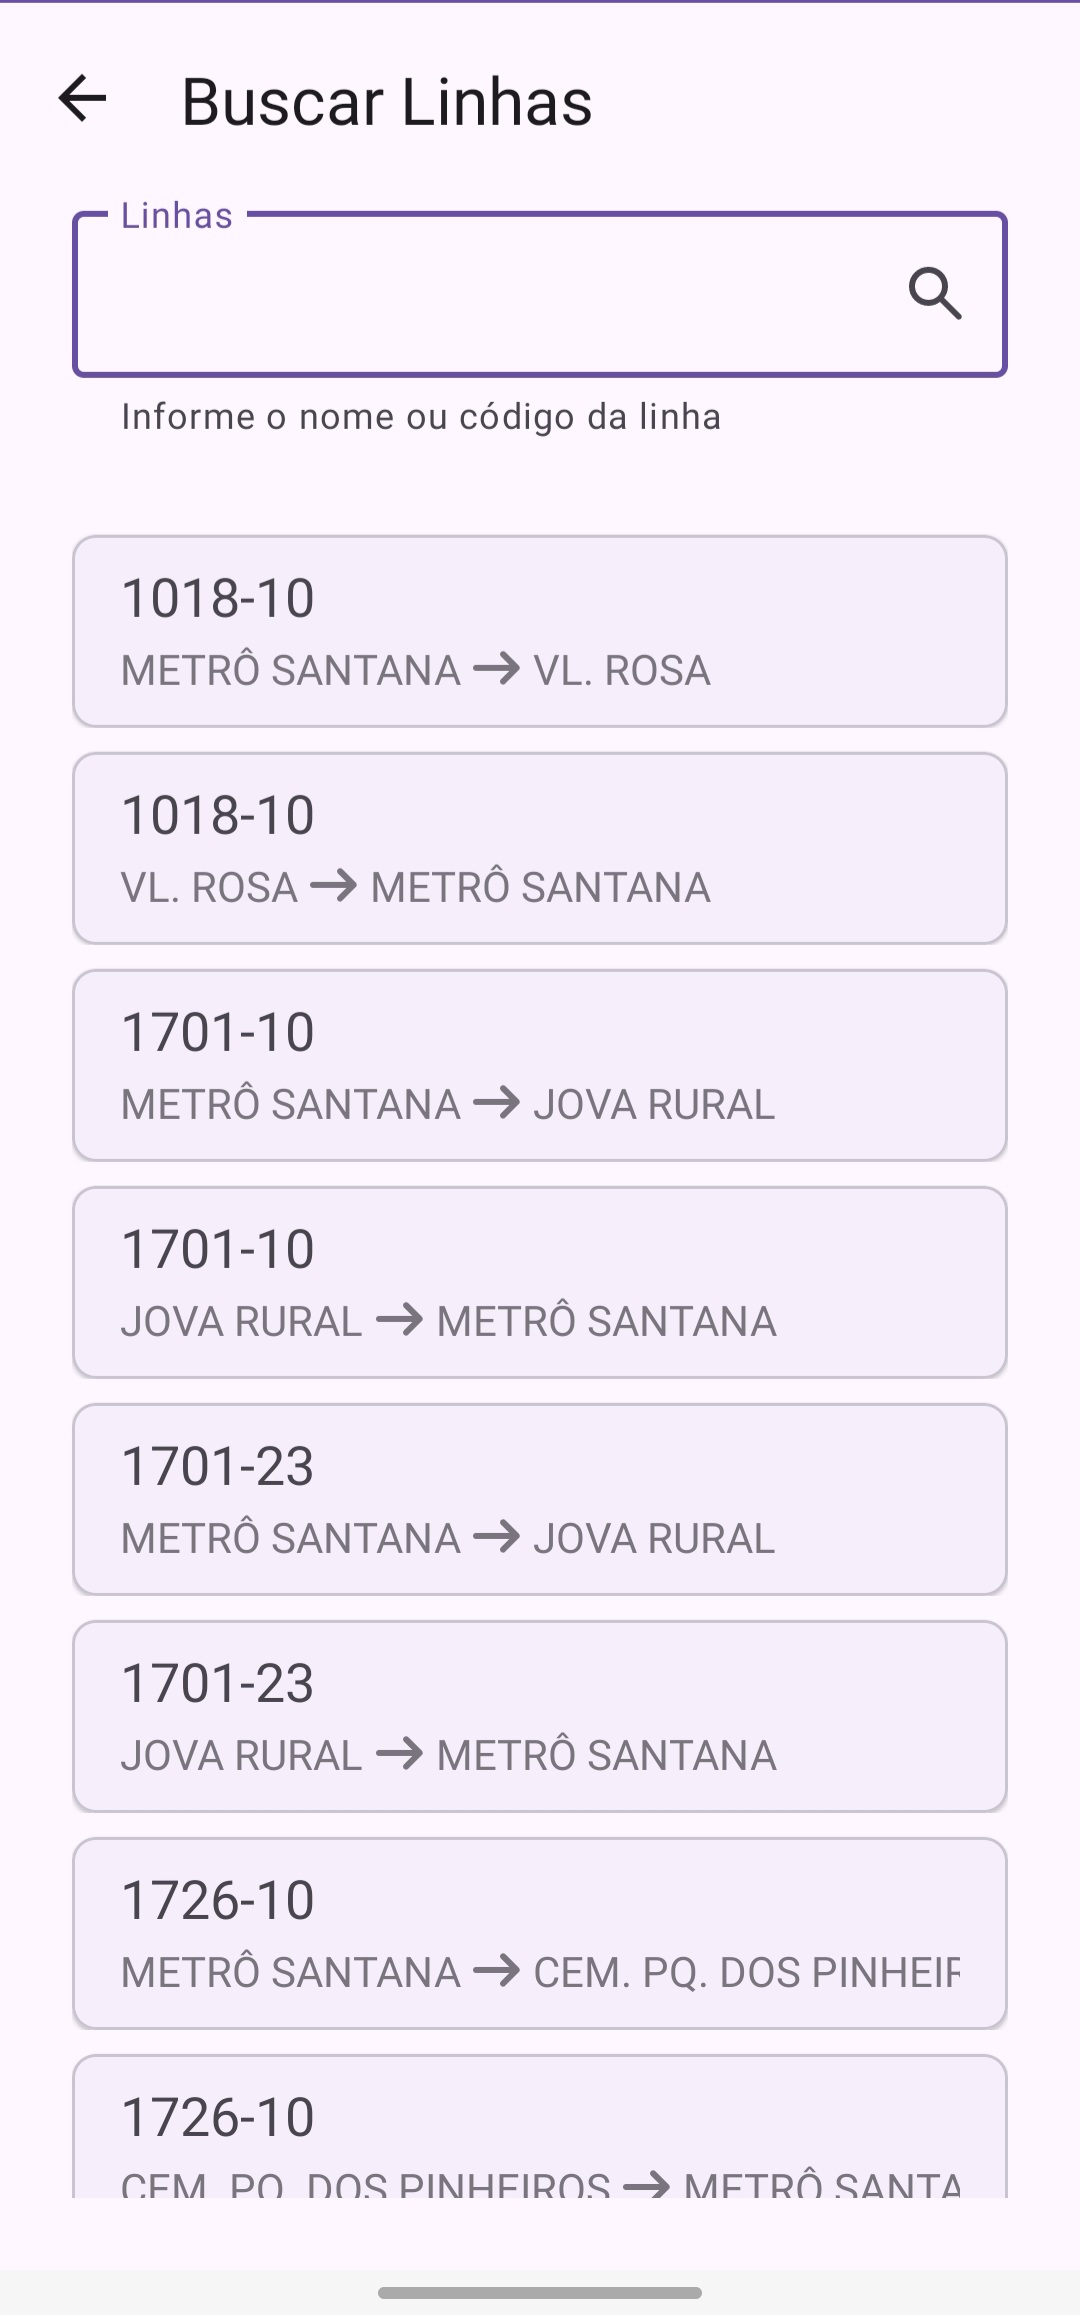 Buscar Linhas
Linhas
Informe o nome ou código da linha
1018-10
METRÔ SANTANA → VL. ROSA
1018-10
VL. ROSA → METRÔ SANTANA
1701-10
METRÔ SANTANA → JOVA RURAL
1701-10
JOVA RURAL → METRÔ SANTANA
1701-23
METRÔ SANTANA → JOVA RURAL
1701-23
JOVA RURAL → METRÔ SANTANA
1726-10
METRÔ SANTANA → CEM. PQ. DOS PINHEIR
1726-10
CEM. PQ. DOS PINHEIROS → METRÔ SANTA